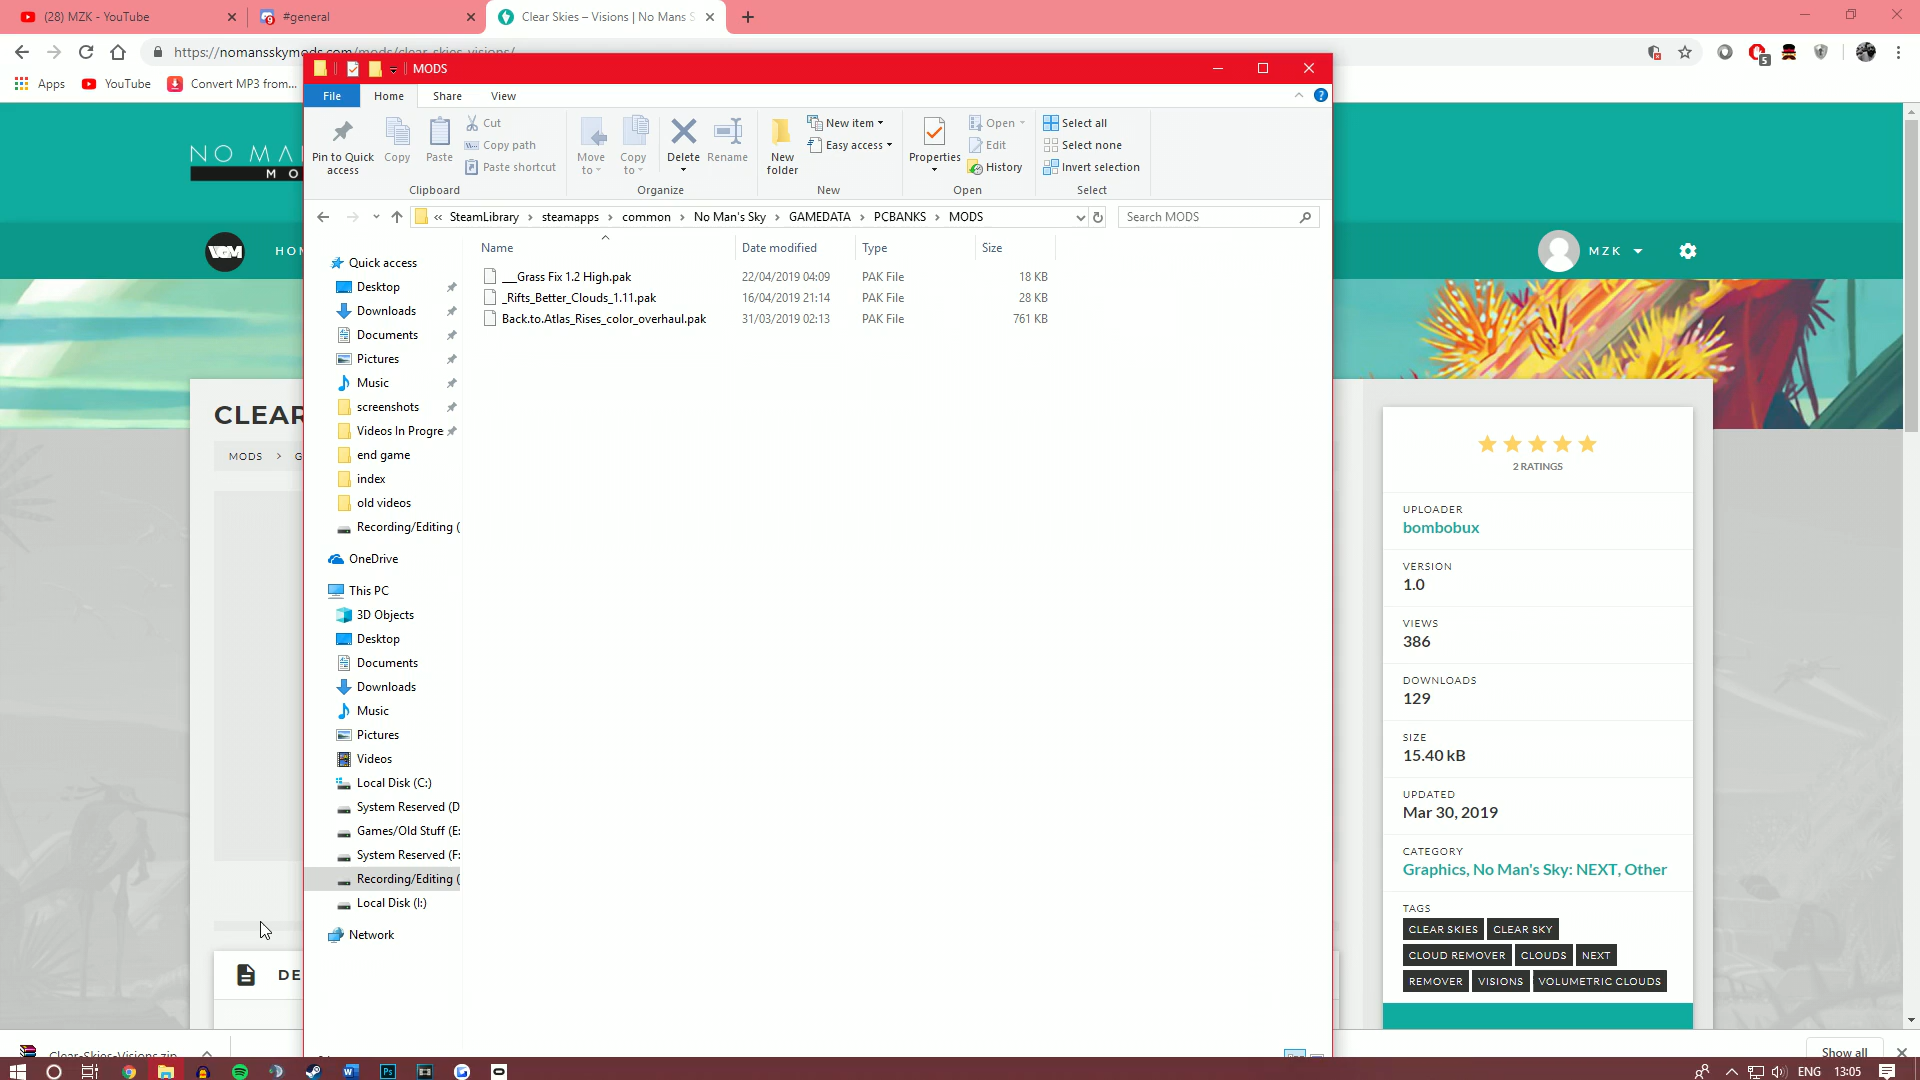 (28) MZK - YouTube
#general
Clear Skies – Visions | No Mans S
https://nomansskymods.com/mods/clear-skies-visions/
5
Apps
YouTube
Convert MP3 from...
MODS
File
Home
Share
View
Pin to Quick access
Copy
Paste
Cut
Copy path
Paste shortcut
Clipboard
Move to
Copy to
Delete
Rename
Organize
New folder
New item
Easy access
New
Properties
Open
Edit
History
Open
Select all
Select none
Invert selection
Select
« SteamLibrary > steamapps > common > No Man's Sky > GAMEDATA > PCBANKS > MODS
Search MODS
NO MA
MO
VGM
HOM
MZK
Name
Date modified
Type
Size
___Grass Fix 1.2 High.pak 22/04/2019 04:09 PAK File 18 KB
_Rifts_Better_Clouds_1.11.pak 16/04/2019 21:14 PAK File 28 KB
Back.to.Atlas_Rises_color_overhaul.pak 31/03/2019 02:13 PAK File 761 KB
Quick access
Desktop
Downloads
Documents
Pictures
Music
screenshots
Videos In Progre
end game
index
old videos
Recording/Editing (
OneDrive
This PC
3D Objects
Desktop
Documents
Downloads
Music
Pictures
Videos
Local Disk (C:)
System Reserved (D
Games/Old Stuff (E:
System Reserved (F:
Recording/Editing (
Local Disk (I:)
Network
CLEAR
MODS > G
DE
2 RATINGS
UPLOADER
bombobux
VERSION
1.0
VIEWS
386
DOWNLOADS
129
SIZE
15.40 kB
UPDATED
Mar 30, 2019
CATEGORY
Graphics, No Man's Sky: NEXT, Other
TAGS
CLEAR SKIES
CLEAR SKY
CLOUD REMOVER
CLOUDS
NEXT
REMOVER
VISIONS
VOLUMETRIC CLOUDS
Clear-Skies-Visions.zip
Show all
ENG
13:05